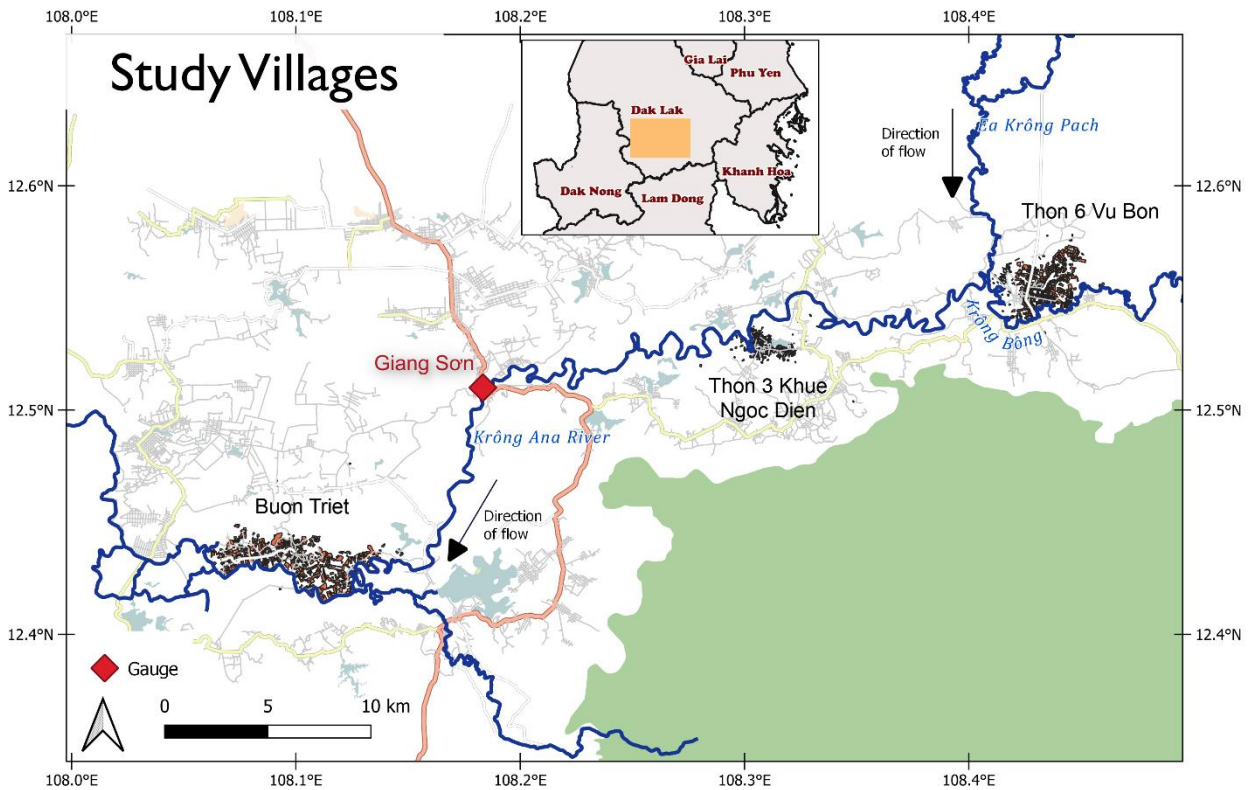 108.0°E
108.2°E
108.3°E
108.4°E
Study Villages
Gia Lai
Phu Yen
Dak Lak
Khanh Hoa
Dak Nong
Lam Dong
Direction
of flow
Ea Krông Pach
12.6°N
12.6°N
Thon 6 Vu Bon
Krông Bông
Giang Sơn
Thon 3 Khue
Ngoc Dien
12.5°N
12.5°N
Krông Ana River
Buon Triet
Direction
of flow
12.4°N
12.4°N
Gauge
0 5 10 km
108.0°E
108.1°E
108.2°E
108.3°E
108.4°E